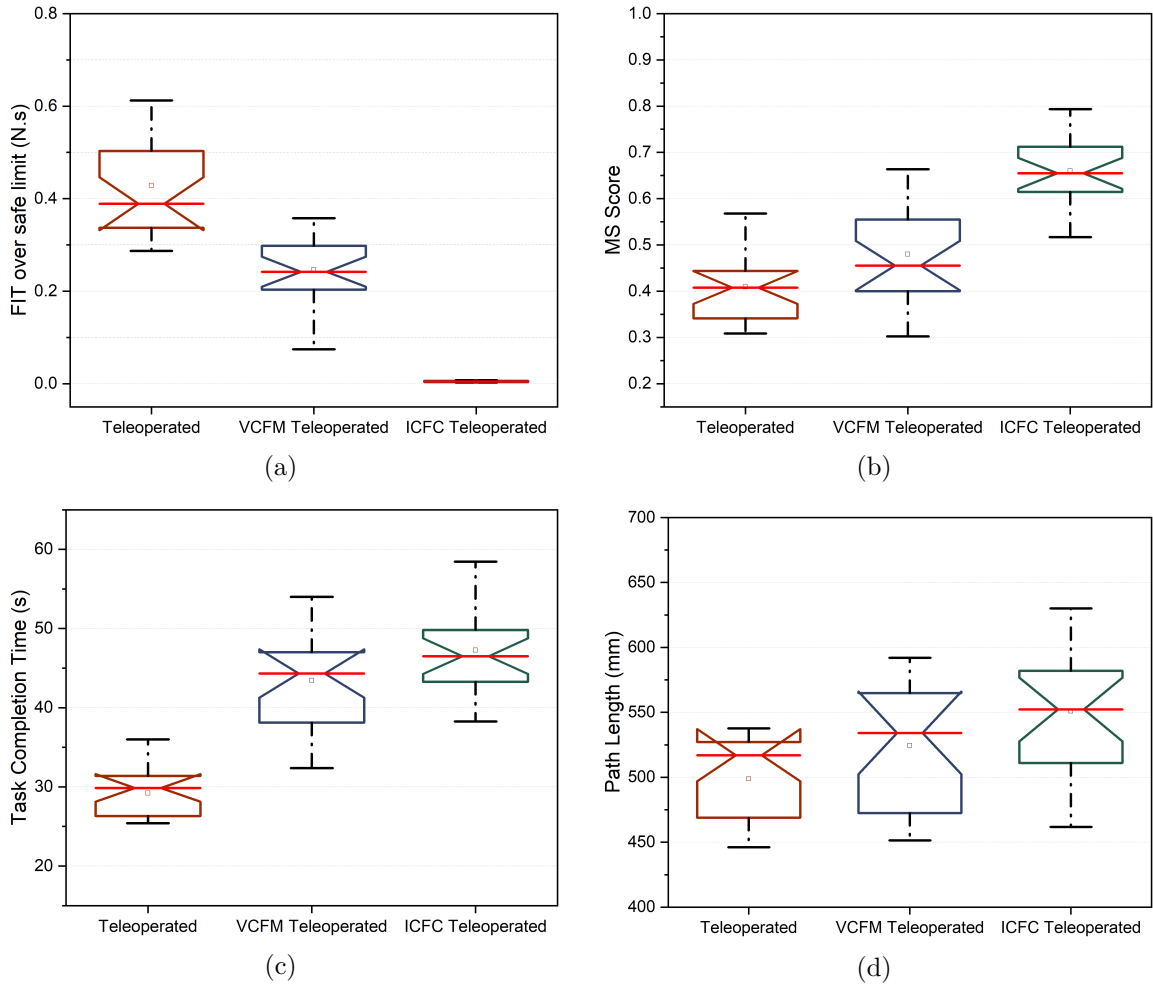 FIT over safe limit (N.s)
0.8
0.6
0.4
0.2
0.0
Teleoperated VCFM Teleoperated ICFC Teleoperated
(a)
MS Score
1.0
0.9
0.8
0.7
0.6
0.5
0.4
0.3
0.2
Teleoperated VCFM Teleoperated ICFC Teleoperated
(b)
Task Completion Time (s)
60
50
40
30
20
Teleoperated VCFM Teleoperated ICFC Teleoperated
(c)
Path Length (mm)
700
650
600
550
500
450
400
Teleoperated VCFM Teleoperated ICFC Teleoperated
(d)